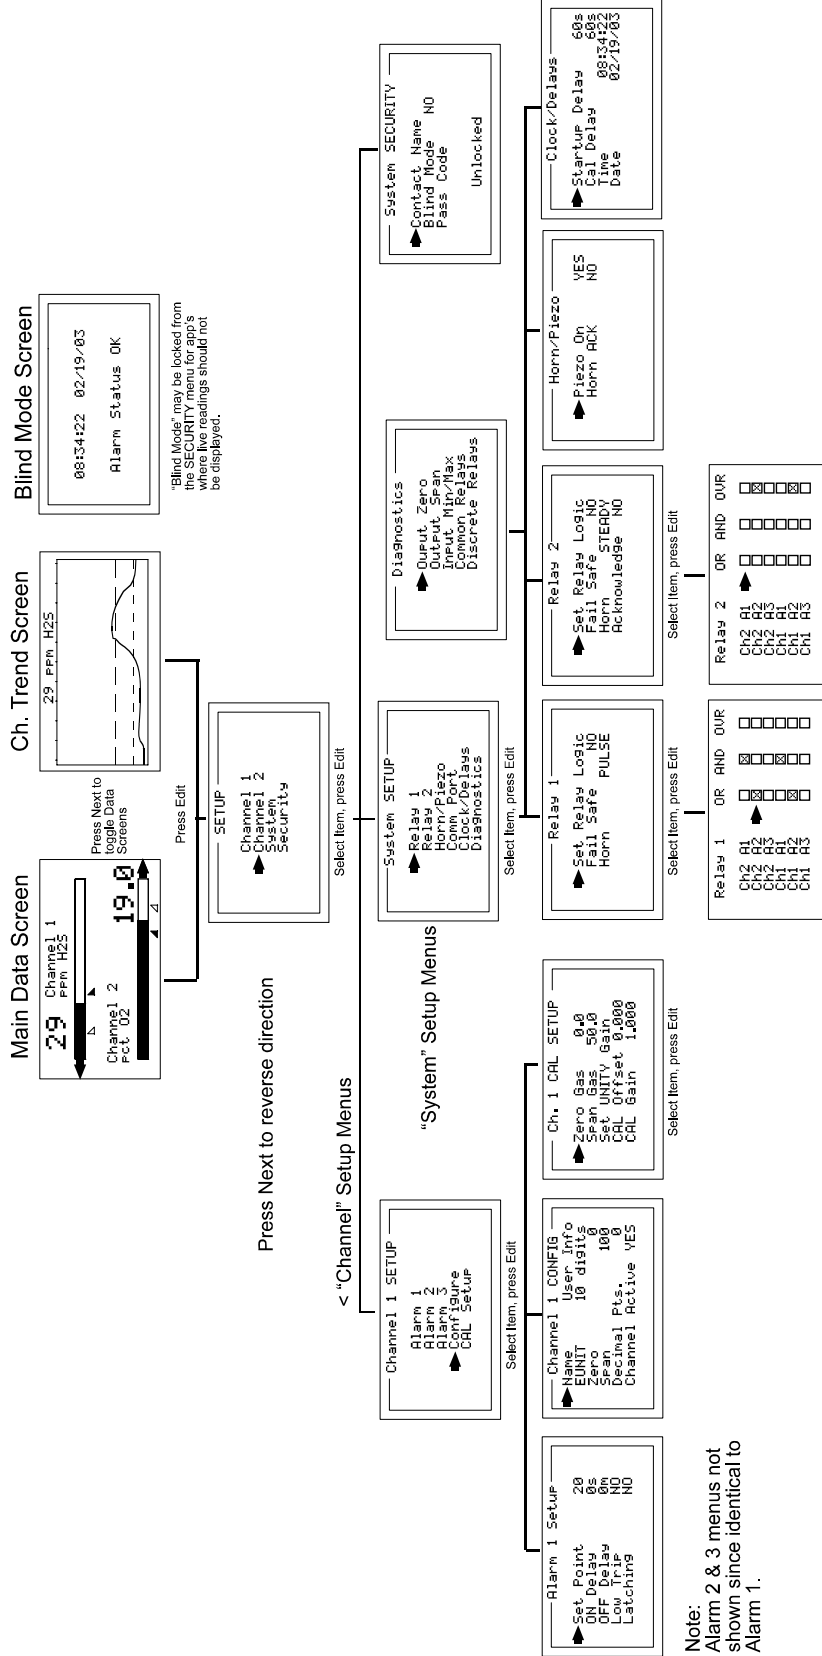 Main Data Screen
29 Channel 1
ppm H2S
Channel 2
pct O2 19.0
Press Next to
toggle Data
Screens
Ch. Trend Screen
29 ppm H2S
Blind Mode Screen
08:34:22 02/19/03
Alarm Status OK
"Blind Mode" may be locked from
the SECURITY menu for app's
where live readings should not
be displayed.
Press Edit
Press Next to reverse direction
SETUP
Channel 1
Channel 2
System
Security
Select Item, press Edit
< "Channel" Setup Menus
"System" Setup Menus
Channel 1 SETUP
Alarm 1
Alarm 2
Alarm 3
Configure
CAL Setup
Select Item, press Edit
System SETUP
Relay 1
Relay 2
Horn/Piezo
Comm Port
Clock/Delays
Diagnostics
Select Item, press Edit
Diagnostics
Ouput Zero
Output Span
Input Min/Max
Common Relays
Discrete Relays
System SECURITY
Contact Name
Blind Mode NO
Pass Code
Unlocked
Alarm 1 Setup
Set Point 20
ON Delay 0s
OFF Delay 0m
Low Trip NO
Latching NO
Channel 1 CONFIG
Name User Info
EUNIT 10 digits
Zero 0
Span 100
Decimal Pts. 0
Channel Active YES
Ch. 1 CAL SETUP
Zero Gas 0.0
Span Gas 50.0
Set UNITY Gain
CAL Offset 0.000
CAL Gain 1.000
Select Item, press Edit
Relay 1
Set Relay Logic
Fail Safe NO
Horn PULSE
Select Item, press Edit
Relay 2
Set Relay Logic
Fail Safe NO
Horn STEADY
Acknowledge NO
Select Item, press Edit
Horn/Piezo
Piezo On YES
Horn ACK NO
Clock/Delays
Startup Delay 60s
Cal Delay 60s
Time 08:34:22
Date 02/19/03
Relay 1 OR AND OVR
Ch2 A1
Ch2 A2
Ch2 A3
Ch1 A1
Ch1 A2
Ch1 A3
Relay 2 OR AND OVR
Ch2 A1
Ch2 A2
Ch2 A3
Ch1 A1
Ch1 A2
Ch1 A3
Note:
Alarm 2 & 3 menus not
shown since identical to
Alarm 1.